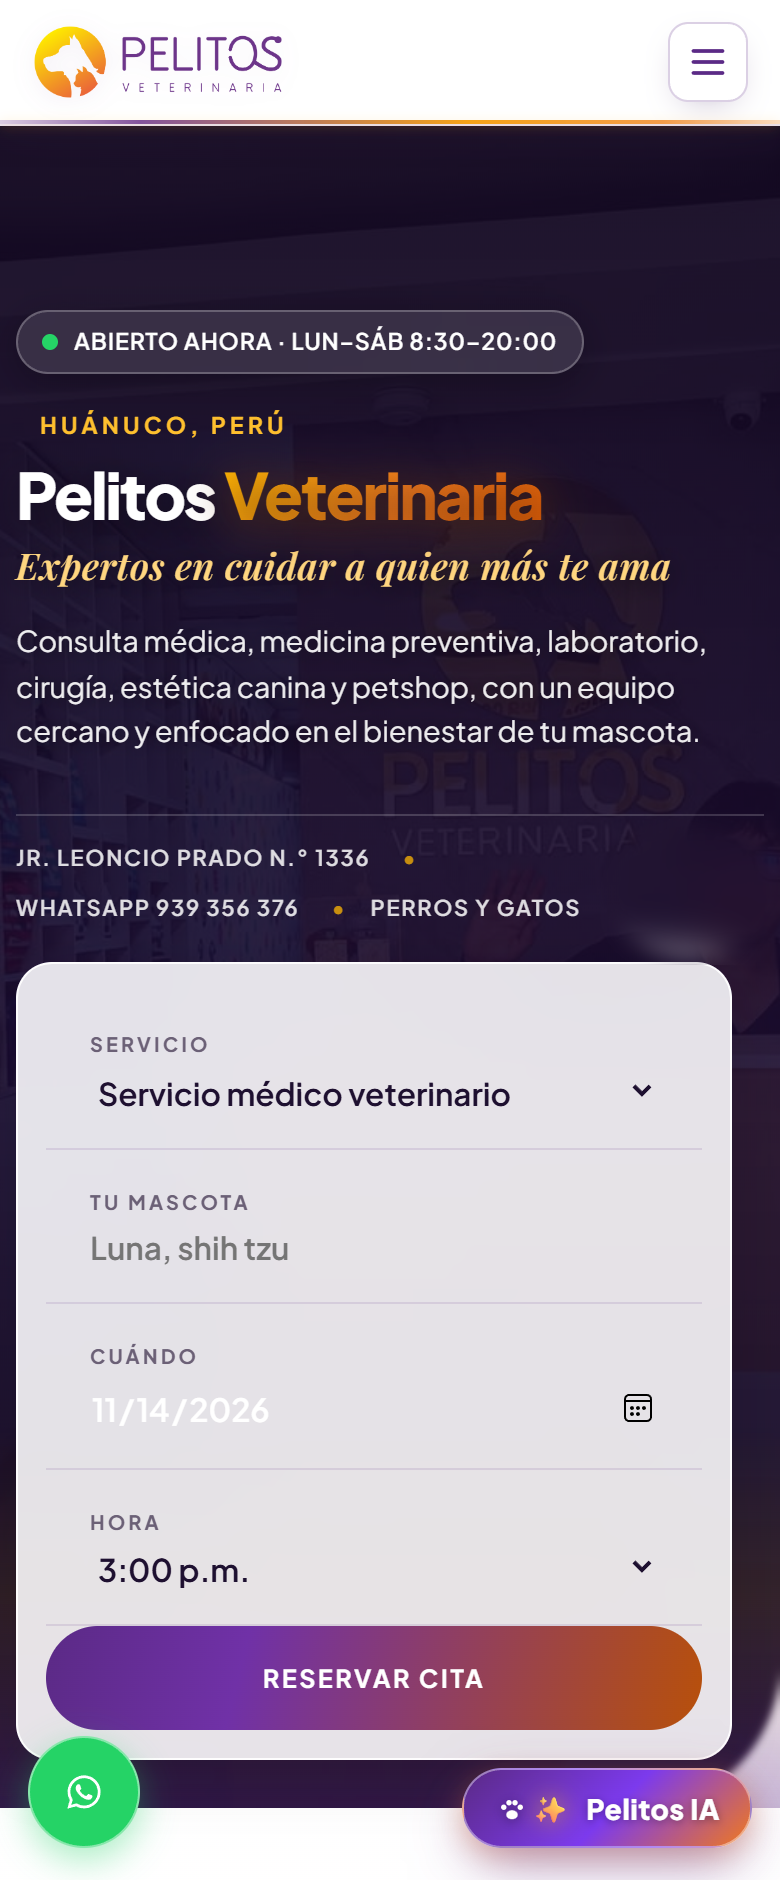 PELITOS
VETERINARIA
ABIERTO AHORA · LUN–SÁB 8:30–20:00
HUÁNUCO, PERÚ
Pelitos Veterinaria
Expertos en cuidar a quien más te ama
Consulta médica, medicina preventiva, laboratorio,
cirugía, estética canina y petshop, con un equipo
cercano y enfocado en el bienestar de tu mascota.
PELITOS
VETERINARIA
JR. LEONCIO PRADO N.° 1336 •
WHATSAPP 939 356 376 • PERROS Y GATOS
SERVICIO
Servicio médico veterinario
TU MASCOTA
Luna, shih tzu
CUÁNDO
11/14/2026
HORA
3:00 p.m.
RESERVAR CITA
Pelitos IA